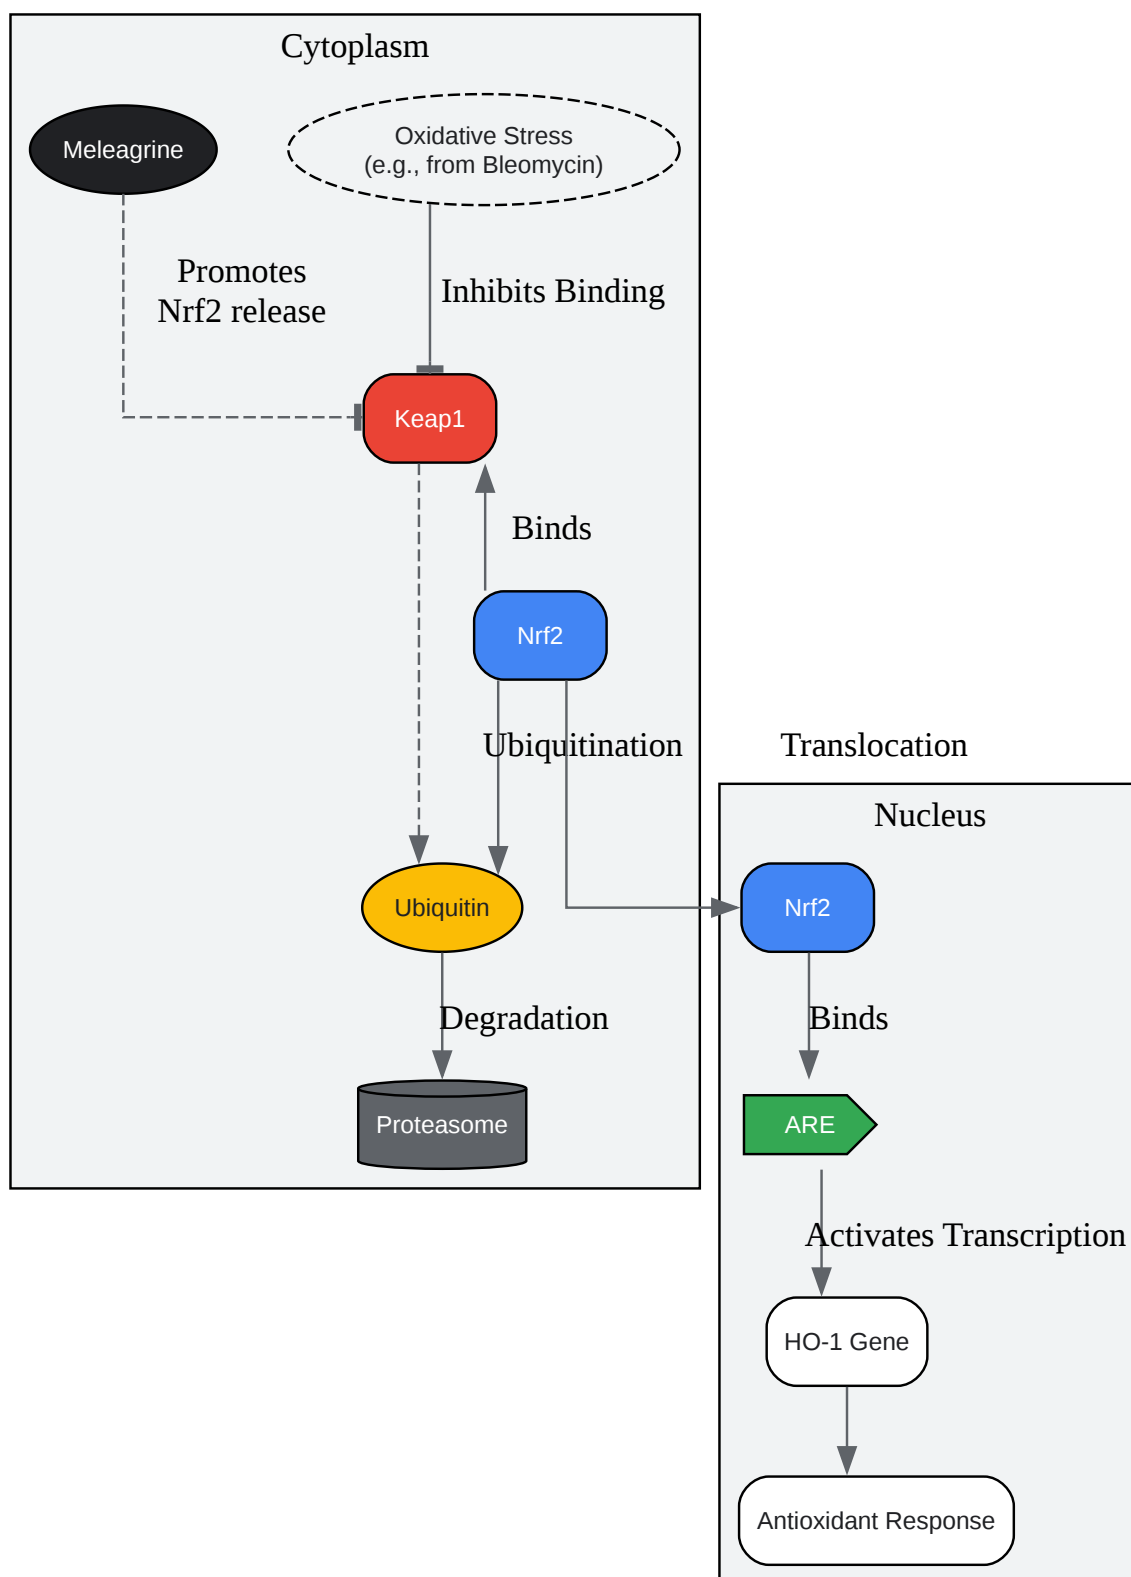 Cytoplasm
Meleagrine
Oxidative Stress
(e.g., from Bleomycin)
Promotes
Nrf2 release
Inhibits Binding
Keap1
Binds
Nrf2
Ubiquitination
Translocation
Nucleus
Ubiquitin
Nrf2
Degradation
Binds
Proteasome
ARE
Activates Transcription
HO-1 Gene
Antioxidant Response